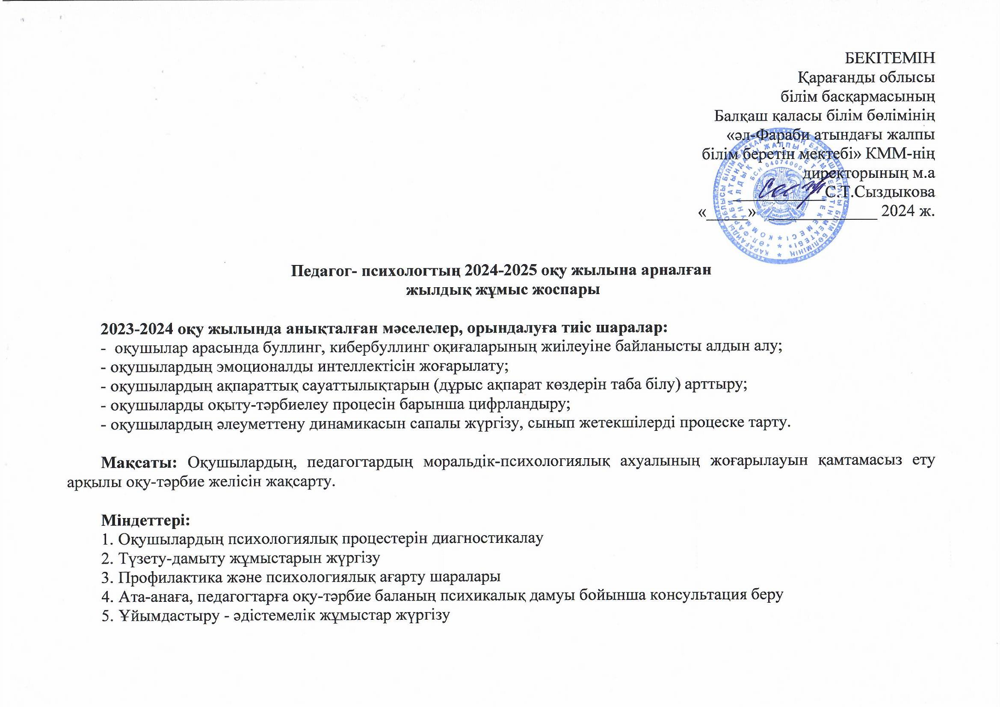 БЕКІТЕМІН
Қарағанды облысы
білім басқармасының
Балқаш қаласы білім бөлімінің
«әл-Фараби атындағы жалпы
білім беретін мектебі» КММ-нің
директорының м.а
___________С.Т.Сыздыкова
«_____» _____________ 2024 ж.
Педагог- психологтың 2024-2025 оқу жылына арналған
жылдық жұмыс жоспары
2023-2024 оқу жылында анықталған мәселелер, орындалуға тиіс шаралар:
- оқушылар арасында буллинг, кибербуллинг оқиғаларының жиілеуіне байланысты алдын алу;
- оқушылардың эмоционалды интеллектісін жоғарылату;
- оқушылардың ақпараттық сауаттылықтарын (дұрыс ақпарат көздерін таба білу) арттыру;
- оқушыларды оқыту-тәрбиелеу процесін барынша цифрландыру;
- оқушылардың әлеуметтену динамикасын сапалы жүргізу, сынып жетекшілерді процеске тарту.
Мақсаты: Оқушылардың, педагогтардың моральдік-психологиялық ахуалының жоғарылауын қамтамасыз ету
арқылы оқу-тәрбие желісін жақсарту.
Міндеттері:
1. Оқушылардың психологиялық процестерін диагностикалау
2. Түзету-дамыту жұмыстарын жүргізу
3. Профилактика және психологиялық ағарту шаралары
4. Ата-анаға, педагогтарға оқу-тәрбие баланың психикалық дамуы бойынша консультация беру
5. Ұйымдастыру - әдістемелік жұмыстар жүргізу